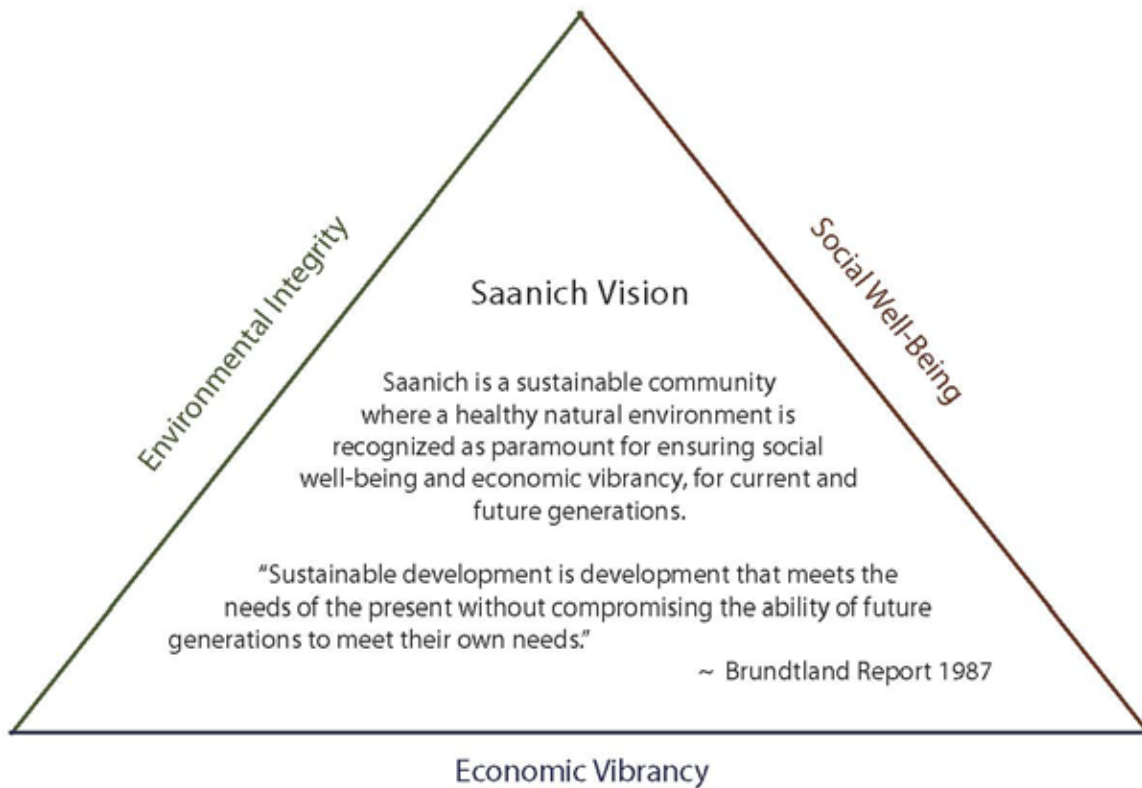 Environmental Integrity
Social Well-Being
Saanich Vision
Saanich is a sustainable community
where a healthy natural environment is
recognized as paramount for ensuring social
well-being and economic vibrancy, for current and
future generations.
“Sustainable development is development that meets the
needs of the present without compromising the ability of future
generations to meet their own needs.”
~ Brundtland Report 1987
Economic Vibrancy